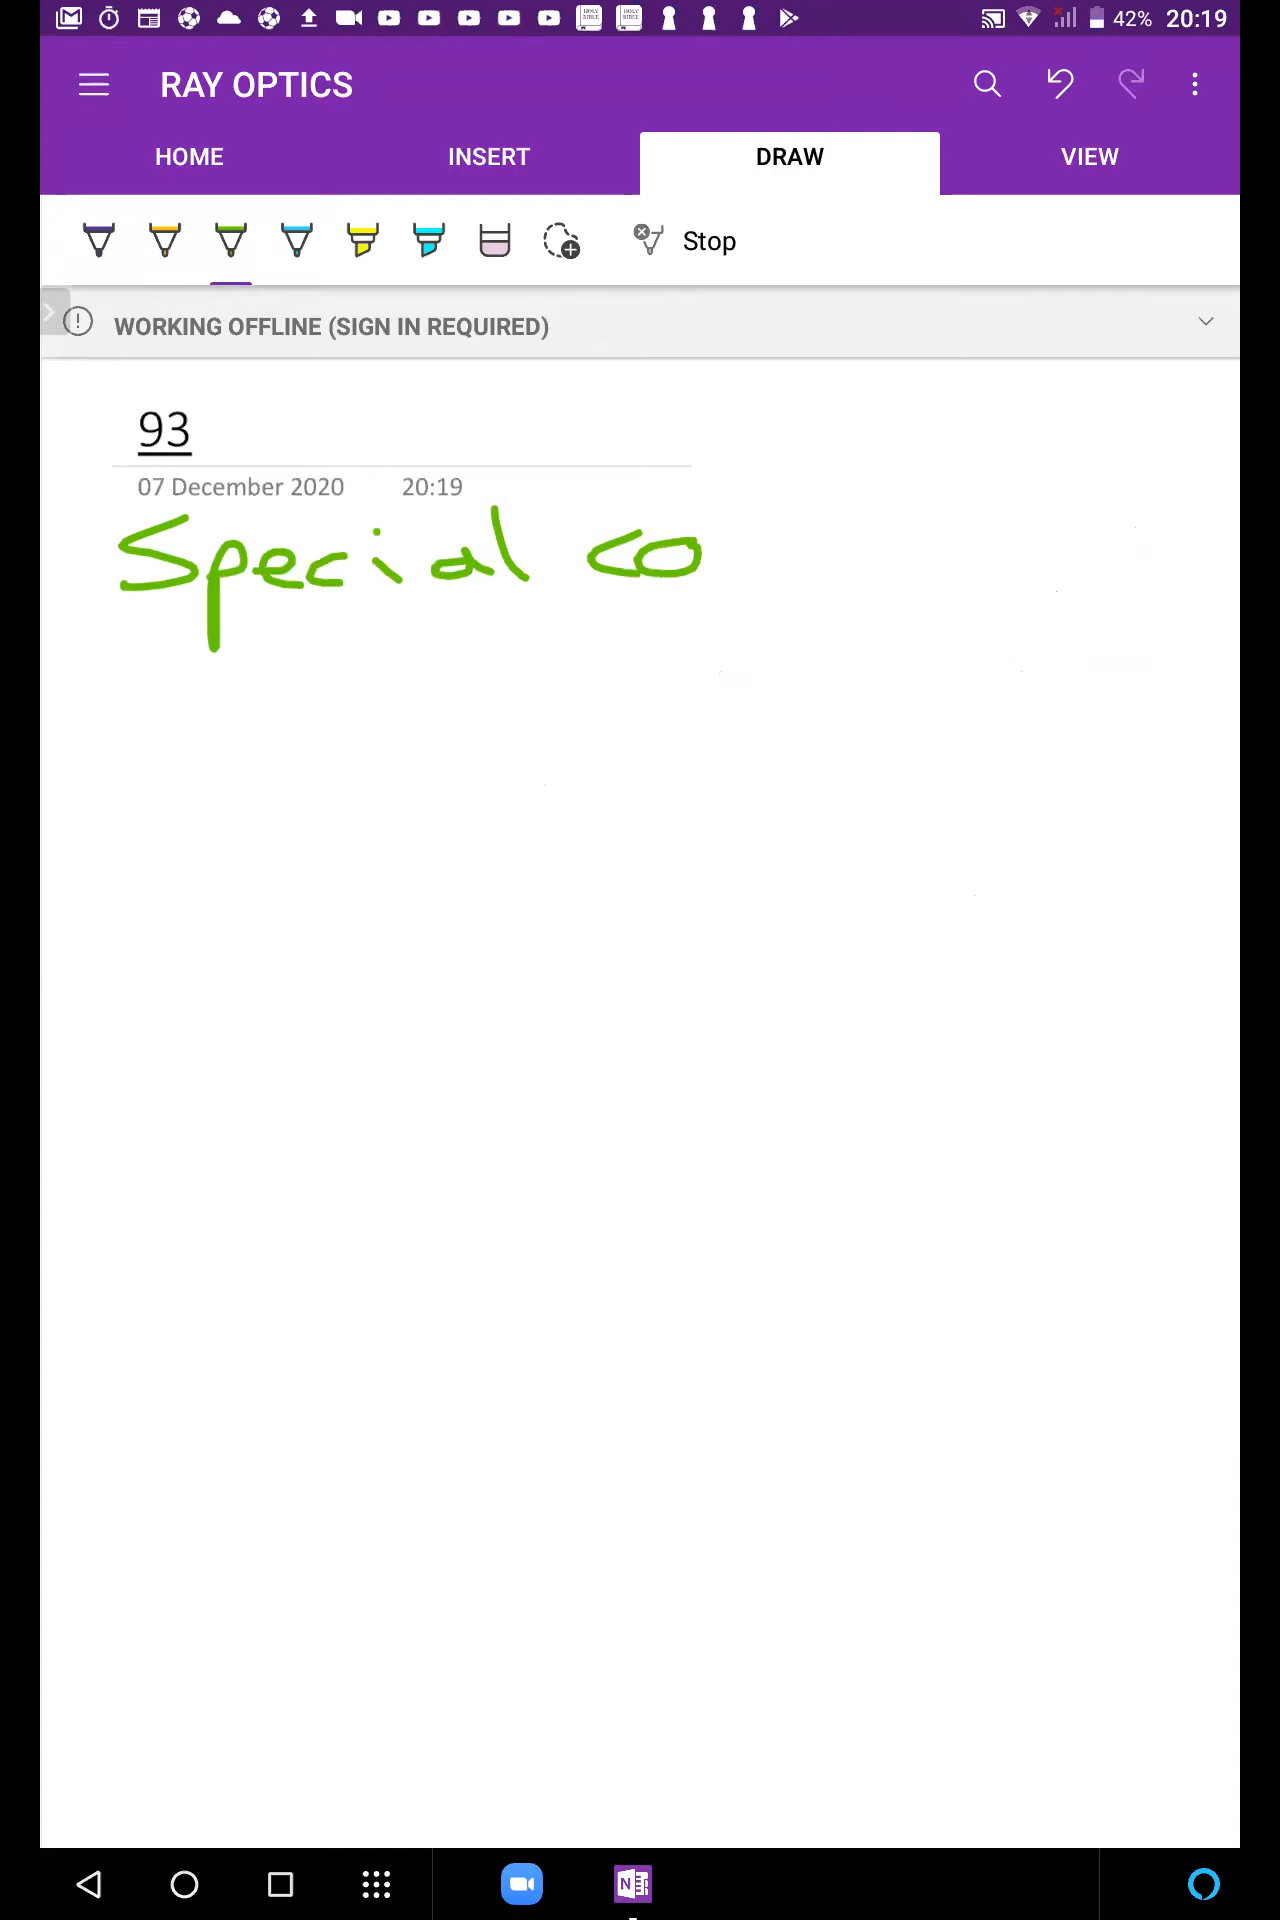 42% 20:19
RAY OPTICS
HOME INSERT DRAW VIEW
Stop
WORKING OFFLINE (SIGN IN REQUIRED)
93
07 December 2020 20:19
Special co